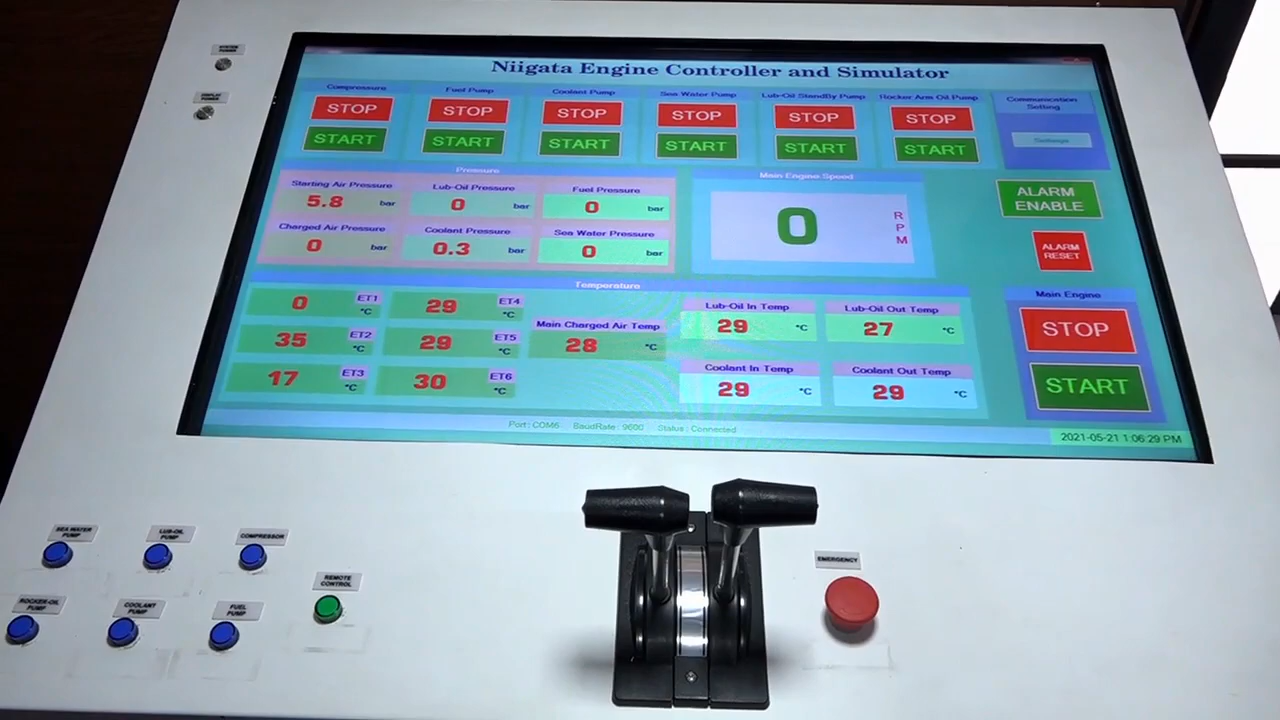 SYSTEM
POWER
DISPLAY
POWER
Niigata Engine Controller and Simulator
Compressure
STOP
START
Fuel Pump
STOP
START
Coolant Pump
STOP
START
Sea Water Pump
STOP
START
Lub-Oil StandBy Pump
STOP
START
Rocker Arm Oil Pump
STOP
START
Communication
Setting
Settings
Pressure
Starting Air Pressure
5.8 bar
Lub-Oil Pressure
0 bar
Fuel Pressure
0 bar
Charged Air Pressure
0 bar
Coolant Pressure
0.3 bar
Sea Water Pressure
0 bar
Main Engine Speed
0
RPM
ALARM
ENABLE
ALARM
RESET
Main Engine
STOP
START
Temperature
0 ET1 °C
35 ET2 °C
17 ET3 °C
29 ET4 °C
29 ET5 °C
30 ET6 °C
Main Charged Air Temp
28 °C
Lub-Oil In Temp
29 °C
Lub-Oil Out Temp
27 °C
Coolant In Temp
29 °C
Coolant Out Temp
29 °C
Port : COM6 BaudRate : 9600 Status : Connected
2021-05-21 1:06:29 PM
SEA WATER
PUMP
LUB-OIL
PUMP
COMPRESSOR
ROCKER-OIL
PUMP
COOLANT
PUMP
FUEL
PUMP
REMOTE
CONTROL
EMERGENCY